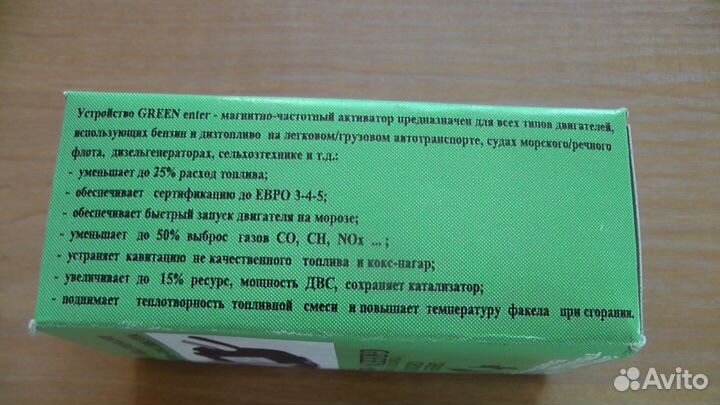 Устройство GREEN enter - магнитно-частотный активатор предназначен для всех типов двигателей,
использующих бензин и дизтопливо на легковом/грузовом автотранспорте, судах морского/речного
флота, дизельгенераторах, сельхозтехнике и т.д.:
- уменьшает до 25% расход топлива;
- обеспечивает сертификацию до ЕВРО 3-4-5;
- обеспечивает быстрый запуск двигателя на морозе;
- уменьшает до 50% выброс газов CO, CH, NOx ... ;
- устраняет кавитацию не качественного топлива и кокс-нагар;
- увеличивает до 15% ресурс, мощность ДВС, сохраняет катализатор;
- поднимает теплотворность топливной смеси и повышает температуру факела при сгорании.
Avito